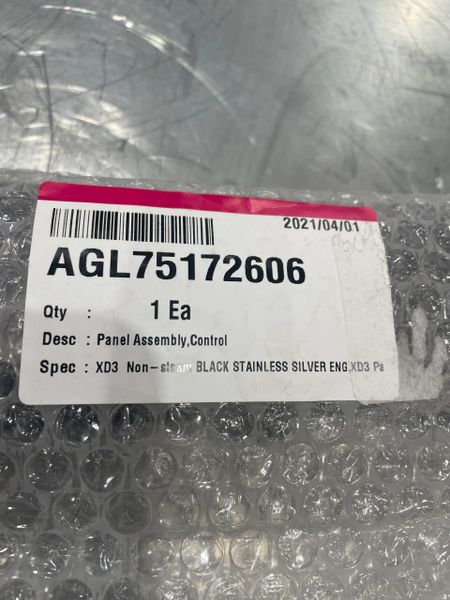 2021/04/01
AGL75172606
Qty : 1 Ea
Desc : Panel Assembly,Control
Spec : XD3 Non-steam BLACK STAINLESS SILVER ENG,XD3 Pa